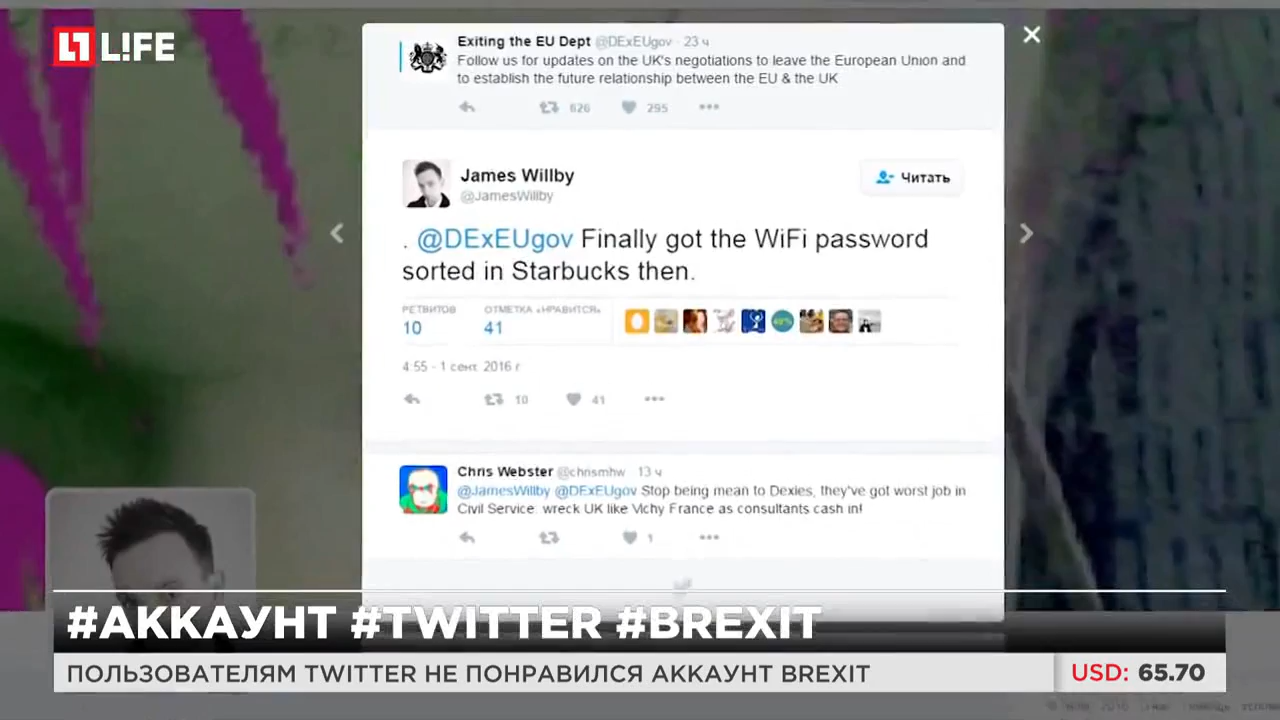 L!FE
Exiting the EU Dept @DExEUgov · 23 ч
Follow us for updates on the UK's negotiations to leave the European Union and
to establish the future relationship between the EU & the UK
626 295
James Willby
@JamesWillby
Читать
. @DExEUgov Finally got the WiFi password
sorted in Starbucks then.
РЕТВИТОВ ОТМЕТКА «НРАВИТСЯ»
10 41
4:55 - 1 сент. 2016 г.
10 41
Chris Webster @chrismhw · 13 ч
@JamesWillby @DExEUgov Stop being mean to Dexies, they've got worst job in
Civil Service: wreck UK like Vichy France as consultants cash in!
1
#АККАУНТ #TWITTER #BREXIT
ПОЛЬЗОВАТЕЛЯМ TWITTER НЕ ПОНРАВИЛСЯ АККАУНТ BREXIT
USD: 65.70